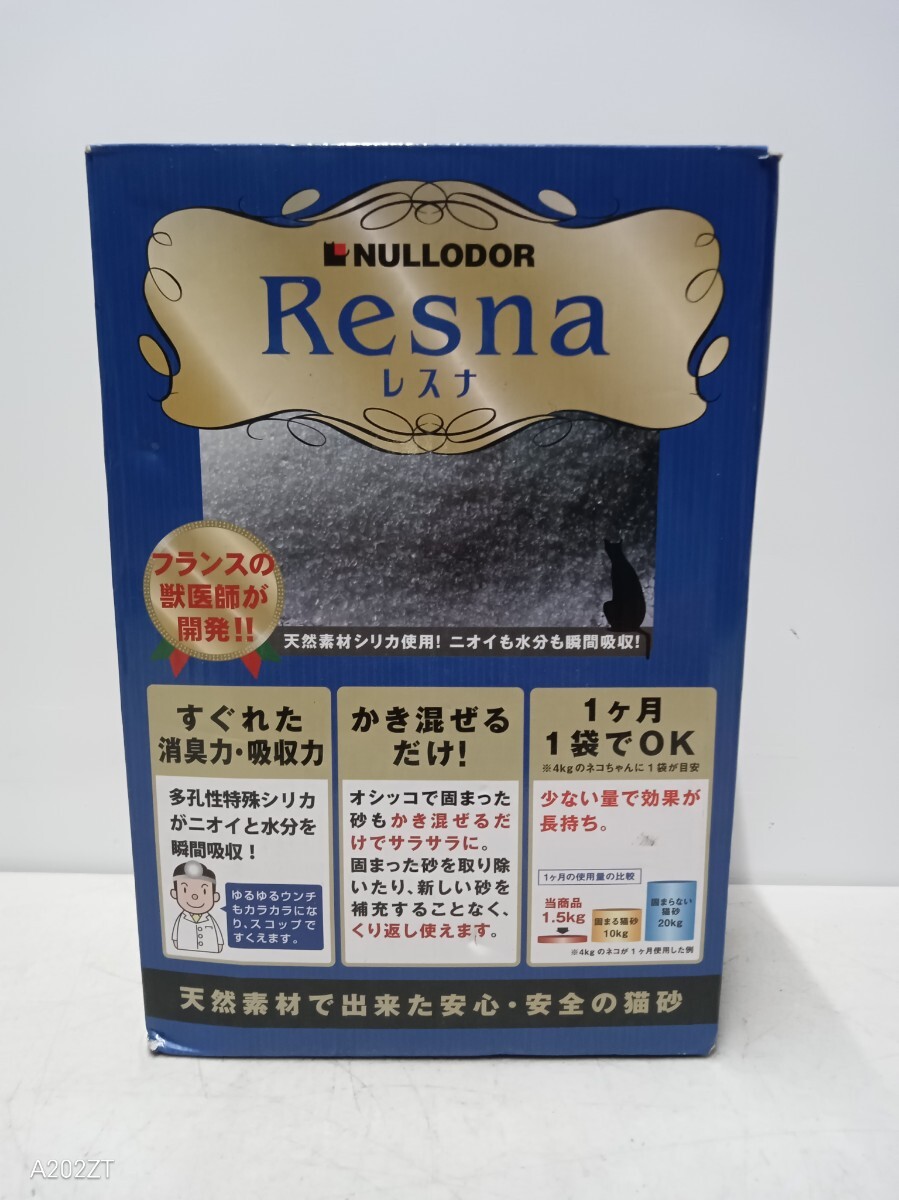 NULLODOR
Resna
レスナ
フランスの
獣医師が
開発!!
天然素材シリカ使用! ニオイも水分も瞬間吸収!
すぐれた
消臭力・吸収力
多孔性特殊シリカ
がニオイと水分を
瞬間吸収！
ゆるゆるウンチ
もカラカラにな
り、スコップで
すくえます。
かき混ぜる
だけ!
オシッコで固まった
砂もかき混ぜるだ
けでサラサラに。
固まった砂を取り除
いたり、新しい砂を
補充することなく、
くり返し使えます。
1ヶ月
1袋でOK
※4kgのネコちゃんに1袋が目安
少ない量で効果が
長持ち。
1ヶ月の使用量の比較
当商品
1.5kg
固まる猫砂
10kg
固まらない
猫砂
20kg
※4kgのネコが1ヶ月使用した例
天然素材で出来た安心・安全の猫砂
A202ZT